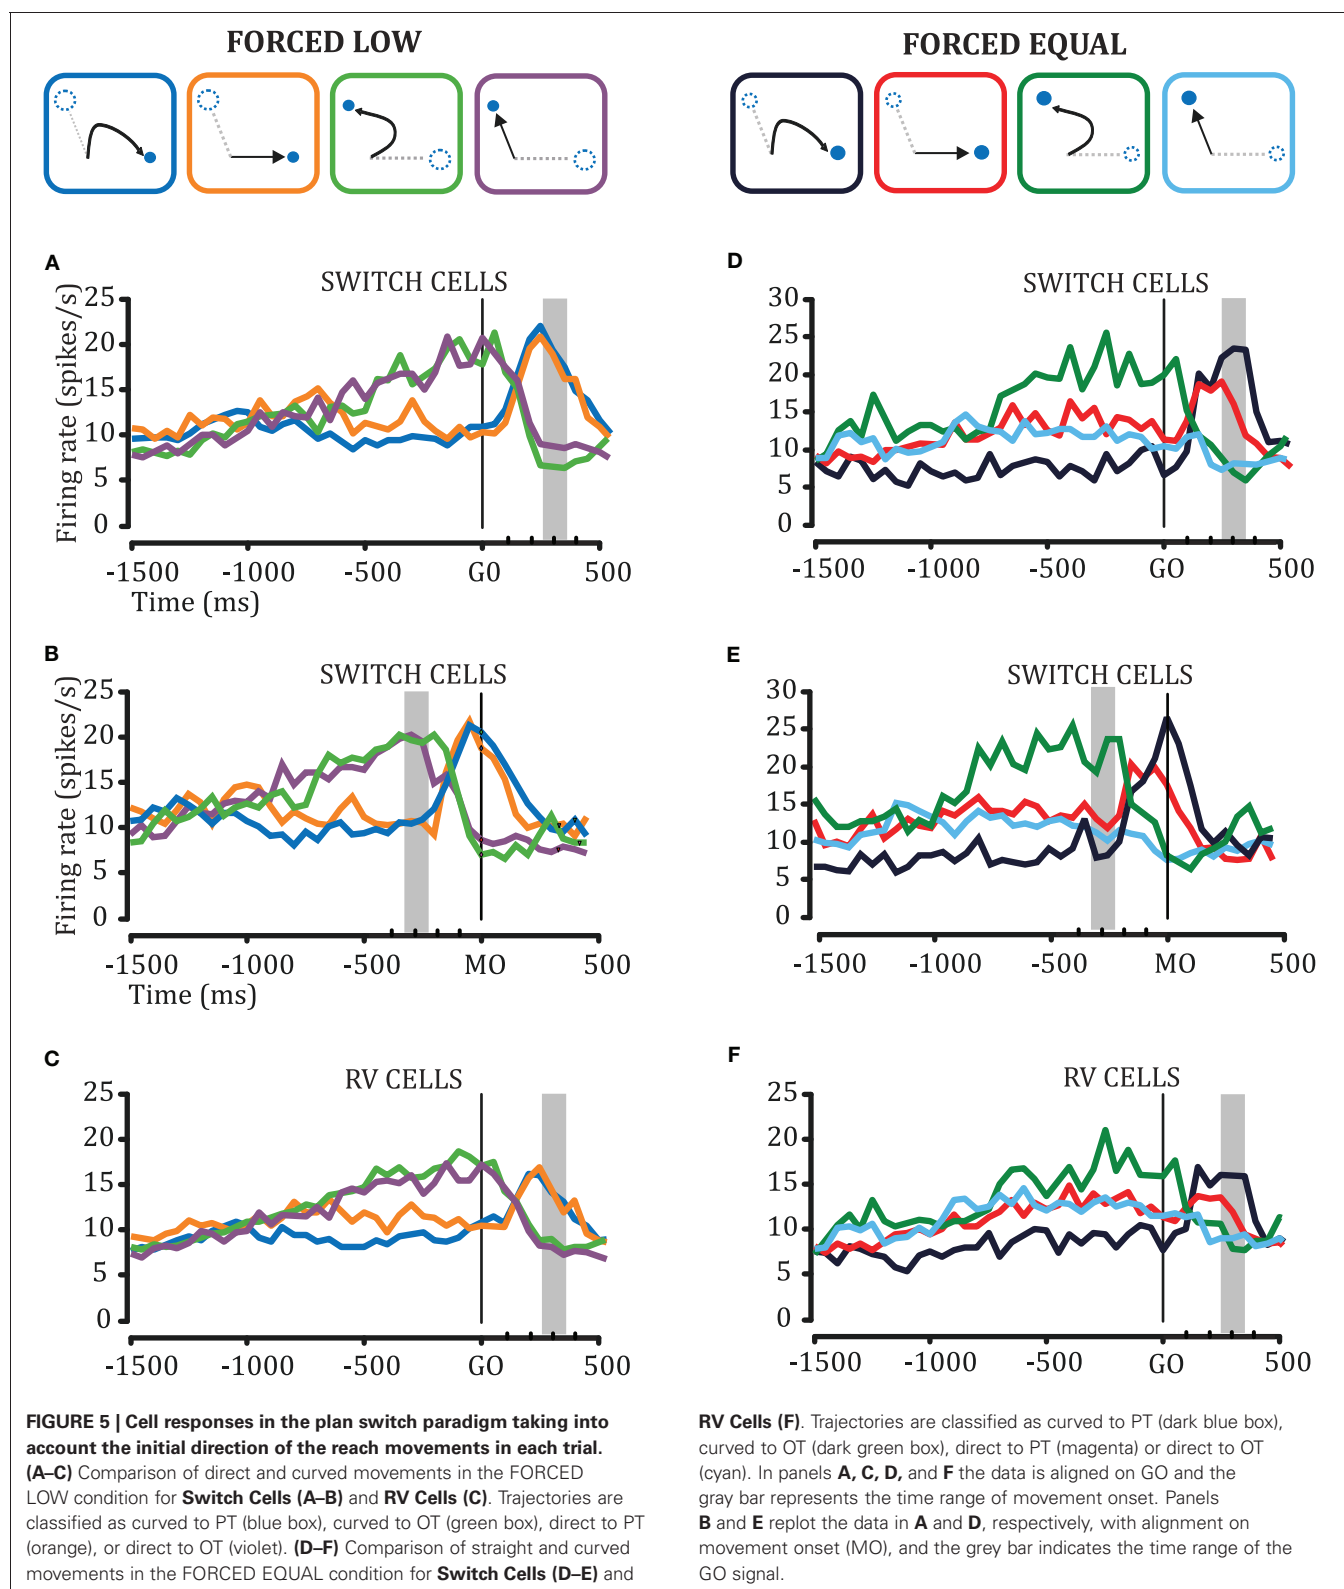 FORCED LOW
FORCED EQUAL
A
SWITCH CELLS
Firing rate (spikes/s)
25
20
15
10
5
0
-1500
-1000
-500
GO
500
Time (ms)
D
SWITCH CELLS
30
25
20
15
10
5
0
-1500
-1000
-500
GO
500
B
SWITCH CELLS
Firing rate (spikes/s)
25
20
15
10
5
0
-1500
-1000
-500
MO
500
Time (ms)
E
SWITCH CELLS
30
25
20
15
10
5
0
-1500
-1000
-500
MO
500
C
RV CELLS
25
20
15
10
5
0
-1500
-1000
-500
GO
500
F
RV CELLS
25
20
15
10
5
0
-1500
-1000
-500
GO
500
FIGURE 5 | Cell responses in the plan switch paradigm taking into
account the initial direction of the reach movements in each trial.
(A–C) Comparison of direct and curved movements in the FORCED
LOW condition for Switch Cells (A–B) and RV Cells (C). Trajectories are
classified as curved to PT (blue box), curved to OT (green box), direct to PT
(orange), or direct to OT (violet). (D–F) Comparison of straight and curved
movements in the FORCED EQUAL condition for Switch Cells (D–E) and
RV Cells (F). Trajectories are classified as curved to PT (dark blue box),
curved to OT (dark green box), direct to PT (magenta) or direct to OT
(cyan). In panels A, C, D, and F the data is aligned on GO and the
gray bar represents the time range of movement onset. Panels
B and E replot the data in A and D, respectively, with alignment on
movement onset (MO), and the grey bar indicates the time range of the
GO signal.